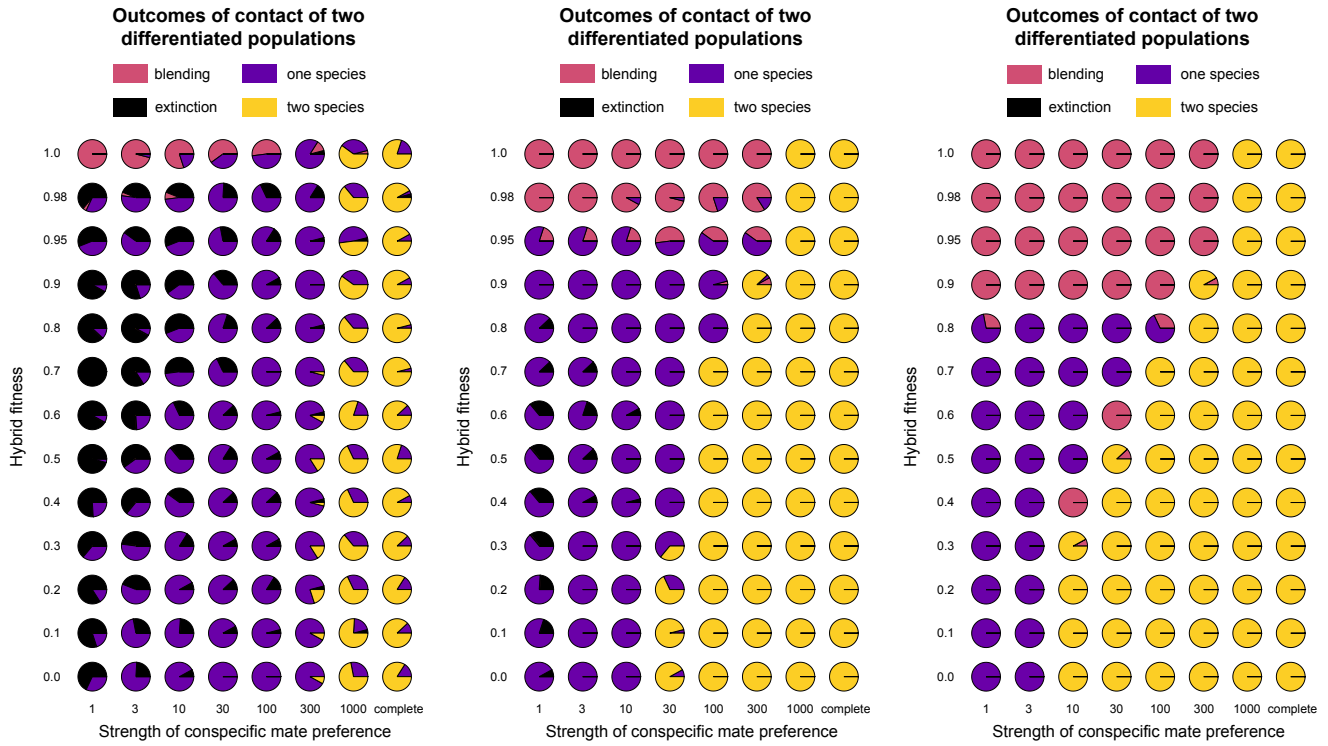 Outcomes of contact of two
differentiated populations
blending
one species
extinction
two species
1.0
0.98
0.95
0.9
0.8
0.7
0.6
0.5
0.4
0.3
0.2
0.1
0.0
Hybrid fitness
1 3 10 30 100 300 1000 complete
Strength of conspecific mate preference
Outcomes of contact of two
differentiated populations
blending
one species
extinction
two species
1.0
0.98
0.95
0.9
0.8
0.7
0.6
0.5
0.4
0.3
0.2
0.1
0.0
Hybrid fitness
1 3 10 30 100 300 1000 complete
Strength of conspecific mate preference
Outcomes of contact of two
differentiated populations
blending
one species
extinction
two species
1.0
0.98
0.95
0.9
0.8
0.7
0.6
0.5
0.4
0.3
0.2
0.1
0.0
Hybrid fitness
1 3 10 30 100 300 1000 complete
Strength of conspecific mate preference